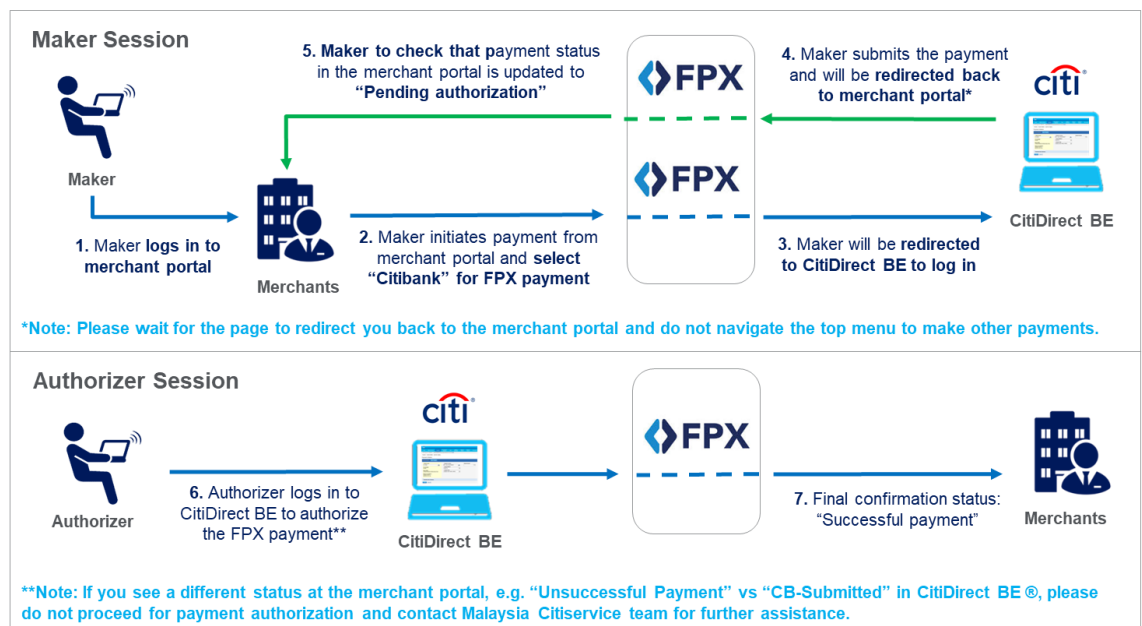 Maker Session
5. Maker to check that payment status
in the merchant portal is updated to
“Pending authorization”
FPX
4. Maker submits the payment
and will be redirected back
to merchant portal*
citi
Maker
FPX
CitiDirect BE
1. Maker logs in to
merchant portal
Merchants
2. Maker initiates payment from
merchant portal and select
“Citibank” for FPX payment
3. Maker will be redirected
to CitiDirect BE to log in
*Note: Please wait for the page to redirect you back to the merchant portal and do not navigate the top menu to make other payments.
Authorizer Session
citi
FPX
Authorizer
6. Authorizer logs in to
CitiDirect BE to authorize
the FPX payment**
CitiDirect BE
7. Final confirmation status:
“Successful payment”
Merchants
**Note: If you see a different status at the merchant portal, e.g. “Unsuccessful Payment” vs “CB-Submitted” in CitiDirect BE ®, please
do not proceed for payment authorization and contact Malaysia Citiservice team for further assistance.